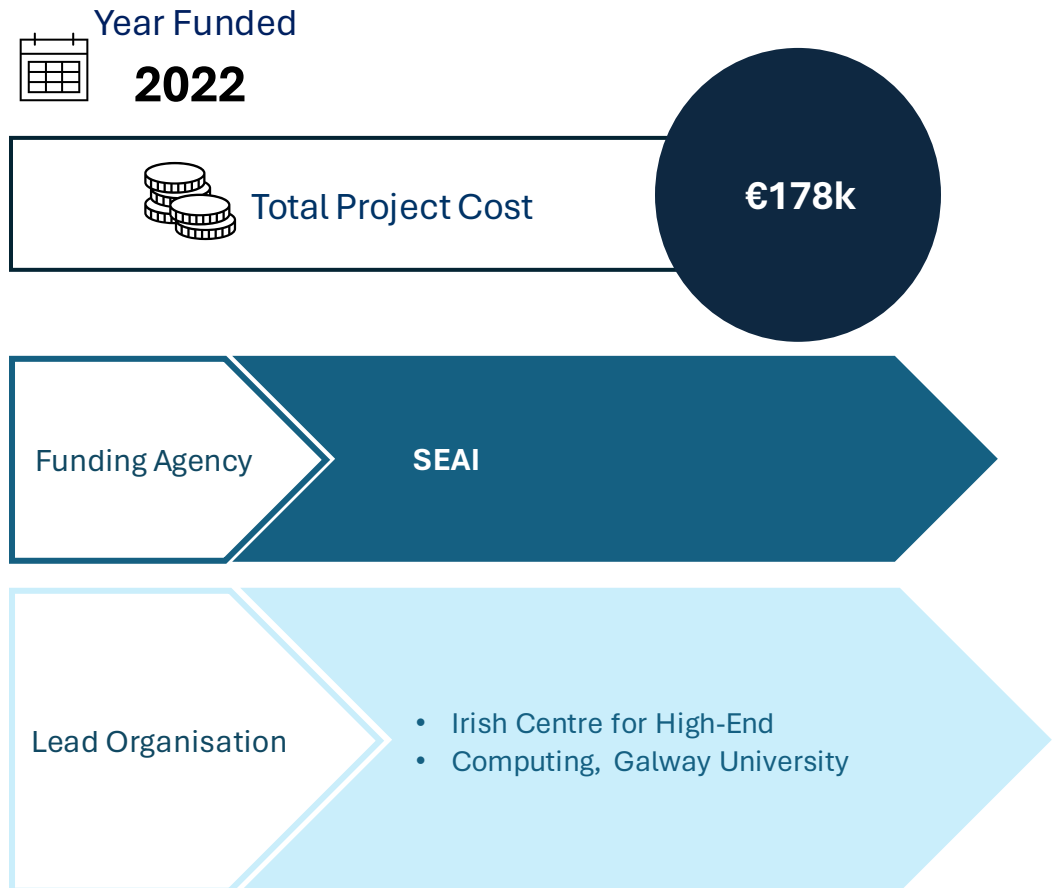 Year Funded
2022
Total Project Cost
€178k
Funding Agency
SEAI
Lead Organisation
• Irish Centre for High-End
• Computing, Galway University